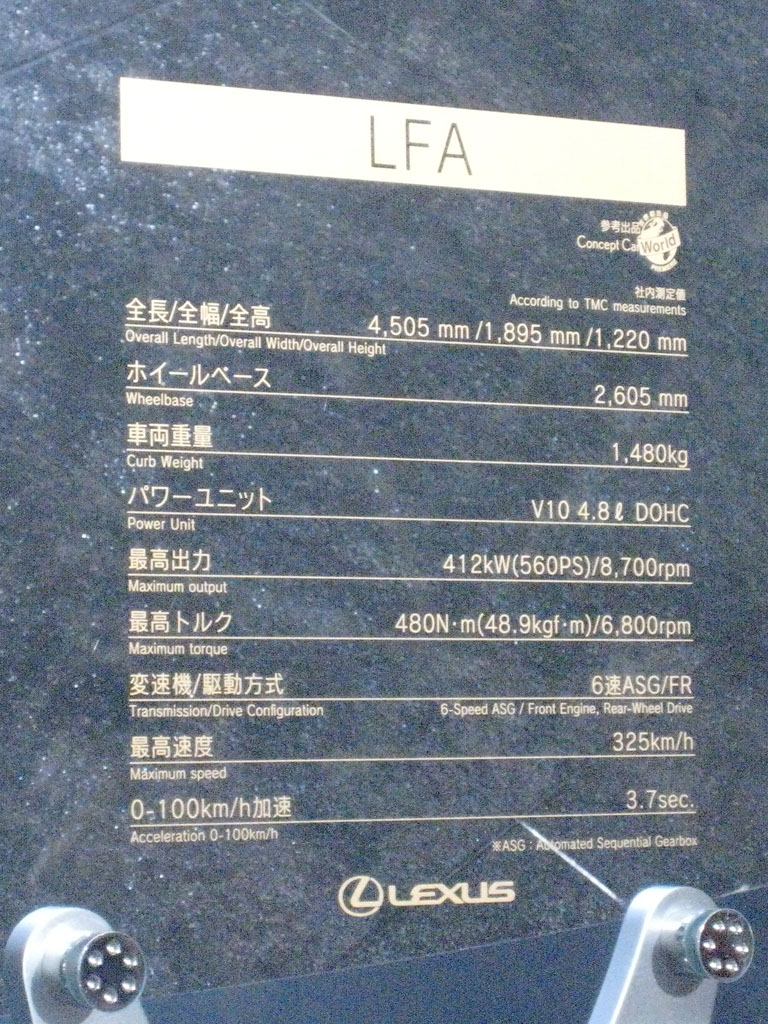 LFA
参考出品
Concept Ca
World
社内測定値
According to TMC measurements
全長/全幅/全高 4,505 mm/1,895 mm/1,220 mm
Overall Length/Overall Width/Overall Height
ホイールベース 2,605 mm
Wheelbase
車両重量 1,480kg
Curb Weight
パワーユニット V10 4.8ℓ DOHC
Power Unit
最高出力 412kW(560PS)/8,700rpm
Maximum output
最高トルク 480N·m(48.9kgf·m)/6,800rpm
Maximum torque
変速機/駆動方式 6速ASG/FR
Transmission/Drive Configuration 6-Speed ASG / Front Engine, Rear-Wheel Drive
最高速度 325km/h
Maximum speed
0-100km/h加速 3.7sec.
Acceleration 0-100km/h
※ASG : Automated Sequential Gearbox
LEXUS